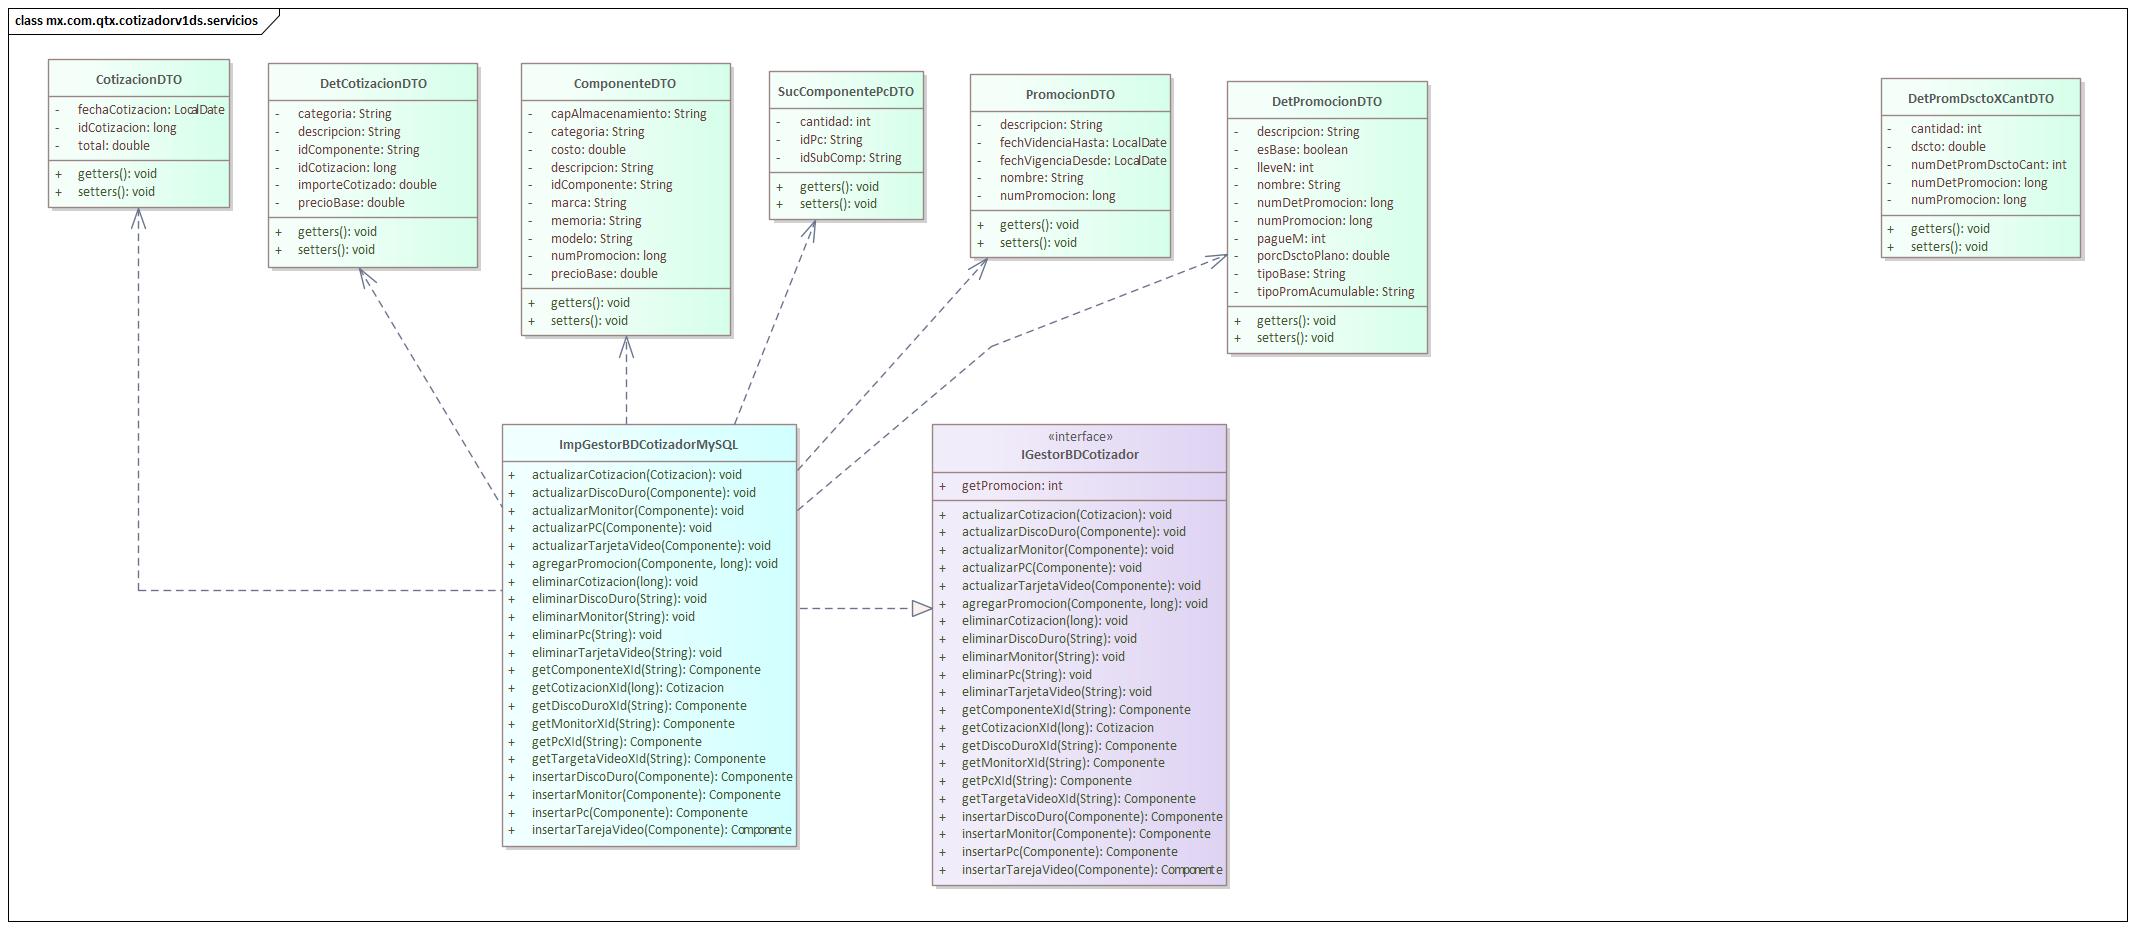 class mx.com.qtx.cotizadorv1ds.servicios
CotizacionDTO
- fechaCotizacion: LocalDate
- idCotizacion: long
- total: double
+ getters(): void
+ setters(): void
DetCotizacionDTO
- categoria: String
- descripcion: String
- idComponente: String
- idCotizacion: long
- importeCotizado: double
- precioBase: double
+ getters(): void
+ setters(): void
ComponenteDTO
- capAlmacenamiento: String
- categoria: String
- costo: double
- descripcion: String
- idComponente: String
- marca: String
- memoria: String
- modelo: String
- numPromocion: long
- precioBase: double
+ getters(): void
+ setters(): void
SucComponentePcDTO
- cantidad: int
- idPc: String
- idSubComp: String
+ getters(): void
+ setters(): void
PromocionDTO
- descripcion: String
- fechVidenciaHasta: LocalDate
- fechVigenciaDesde: LocalDate
- nombre: String
- numPromocion: long
+ getters(): void
+ setters(): void
DetPromocionDTO
- descripcion: String
- esBase: boolean
- lleveN: int
- nombre: String
- numDetPromocion: long
- numPromocion: long
- pagueM: int
- porcDsctoPlano: double
- tipoBase: String
- tipoPromAcumulable: String
+ getters(): void
+ setters(): void
DetPromDsctoXCantDTO
- cantidad: int
- dscto: double
- numDetPromDsctoCant: int
- numDetPromocion: long
- numPromocion: long
+ getters(): void
+ setters(): void
ImpGestorBDCotizadorMySQL
+ actualizarCotizacion(Cotizacion): void
+ actualizarDiscoDuro(Componente): void
+ actualizarMonitor(Componente): void
+ actualizarPC(Componente): void
+ actualizarTarjetaVideo(Componente): void
+ agregarPromocion(Componente, long): void
+ eliminarCotizacion(long): void
+ eliminarDiscoDuro(String): void
+ eliminarMonitor(String): void
+ eliminarPc(String): void
+ eliminarTarjetaVideo(String): void
+ getComponenteXId(String): Componente
+ getCotizacionXId(long): Cotizacion
+ getDiscoDuroXId(String): Componente
+ getMonitorXId(String): Componente
+ getPcXId(String): Componente
+ getTargetaVideoXId(String): Componente
+ insertarDiscoDuro(Componente): Componente
+ insertarMonitor(Componente): Componente
+ insertarPc(Componente): Componente
+ insertarTarejaVideo(Componente): Componente
«interface»
IGestorBDCotizador
+ getPromocion: int
+ actualizarCotizacion(Cotizacion): void
+ actualizarDiscoDuro(Componente): void
+ actualizarMonitor(Componente): void
+ actualizarPC(Componente): void
+ actualizarTarjetaVideo(Componente): void
+ agregarPromocion(Componente, long): void
+ eliminarCotizacion(long): void
+ eliminarDiscoDuro(String): void
+ eliminarMonitor(String): void
+ eliminarPc(String): void
+ eliminarTarjetaVideo(String): void
+ getComponenteXId(String): Componente
+ getCotizacionXId(long): Cotizacion
+ getDiscoDuroXId(String): Componente
+ getMonitorXId(String): Componente
+ getPcXId(String): Componente
+ getTargetaVideoXId(String): Componente
+ insertarDiscoDuro(Componente): Componente
+ insertarMonitor(Componente): Componente
+ insertarPc(Componente): Componente
+ insertarTarejaVideo(Componente): Componente